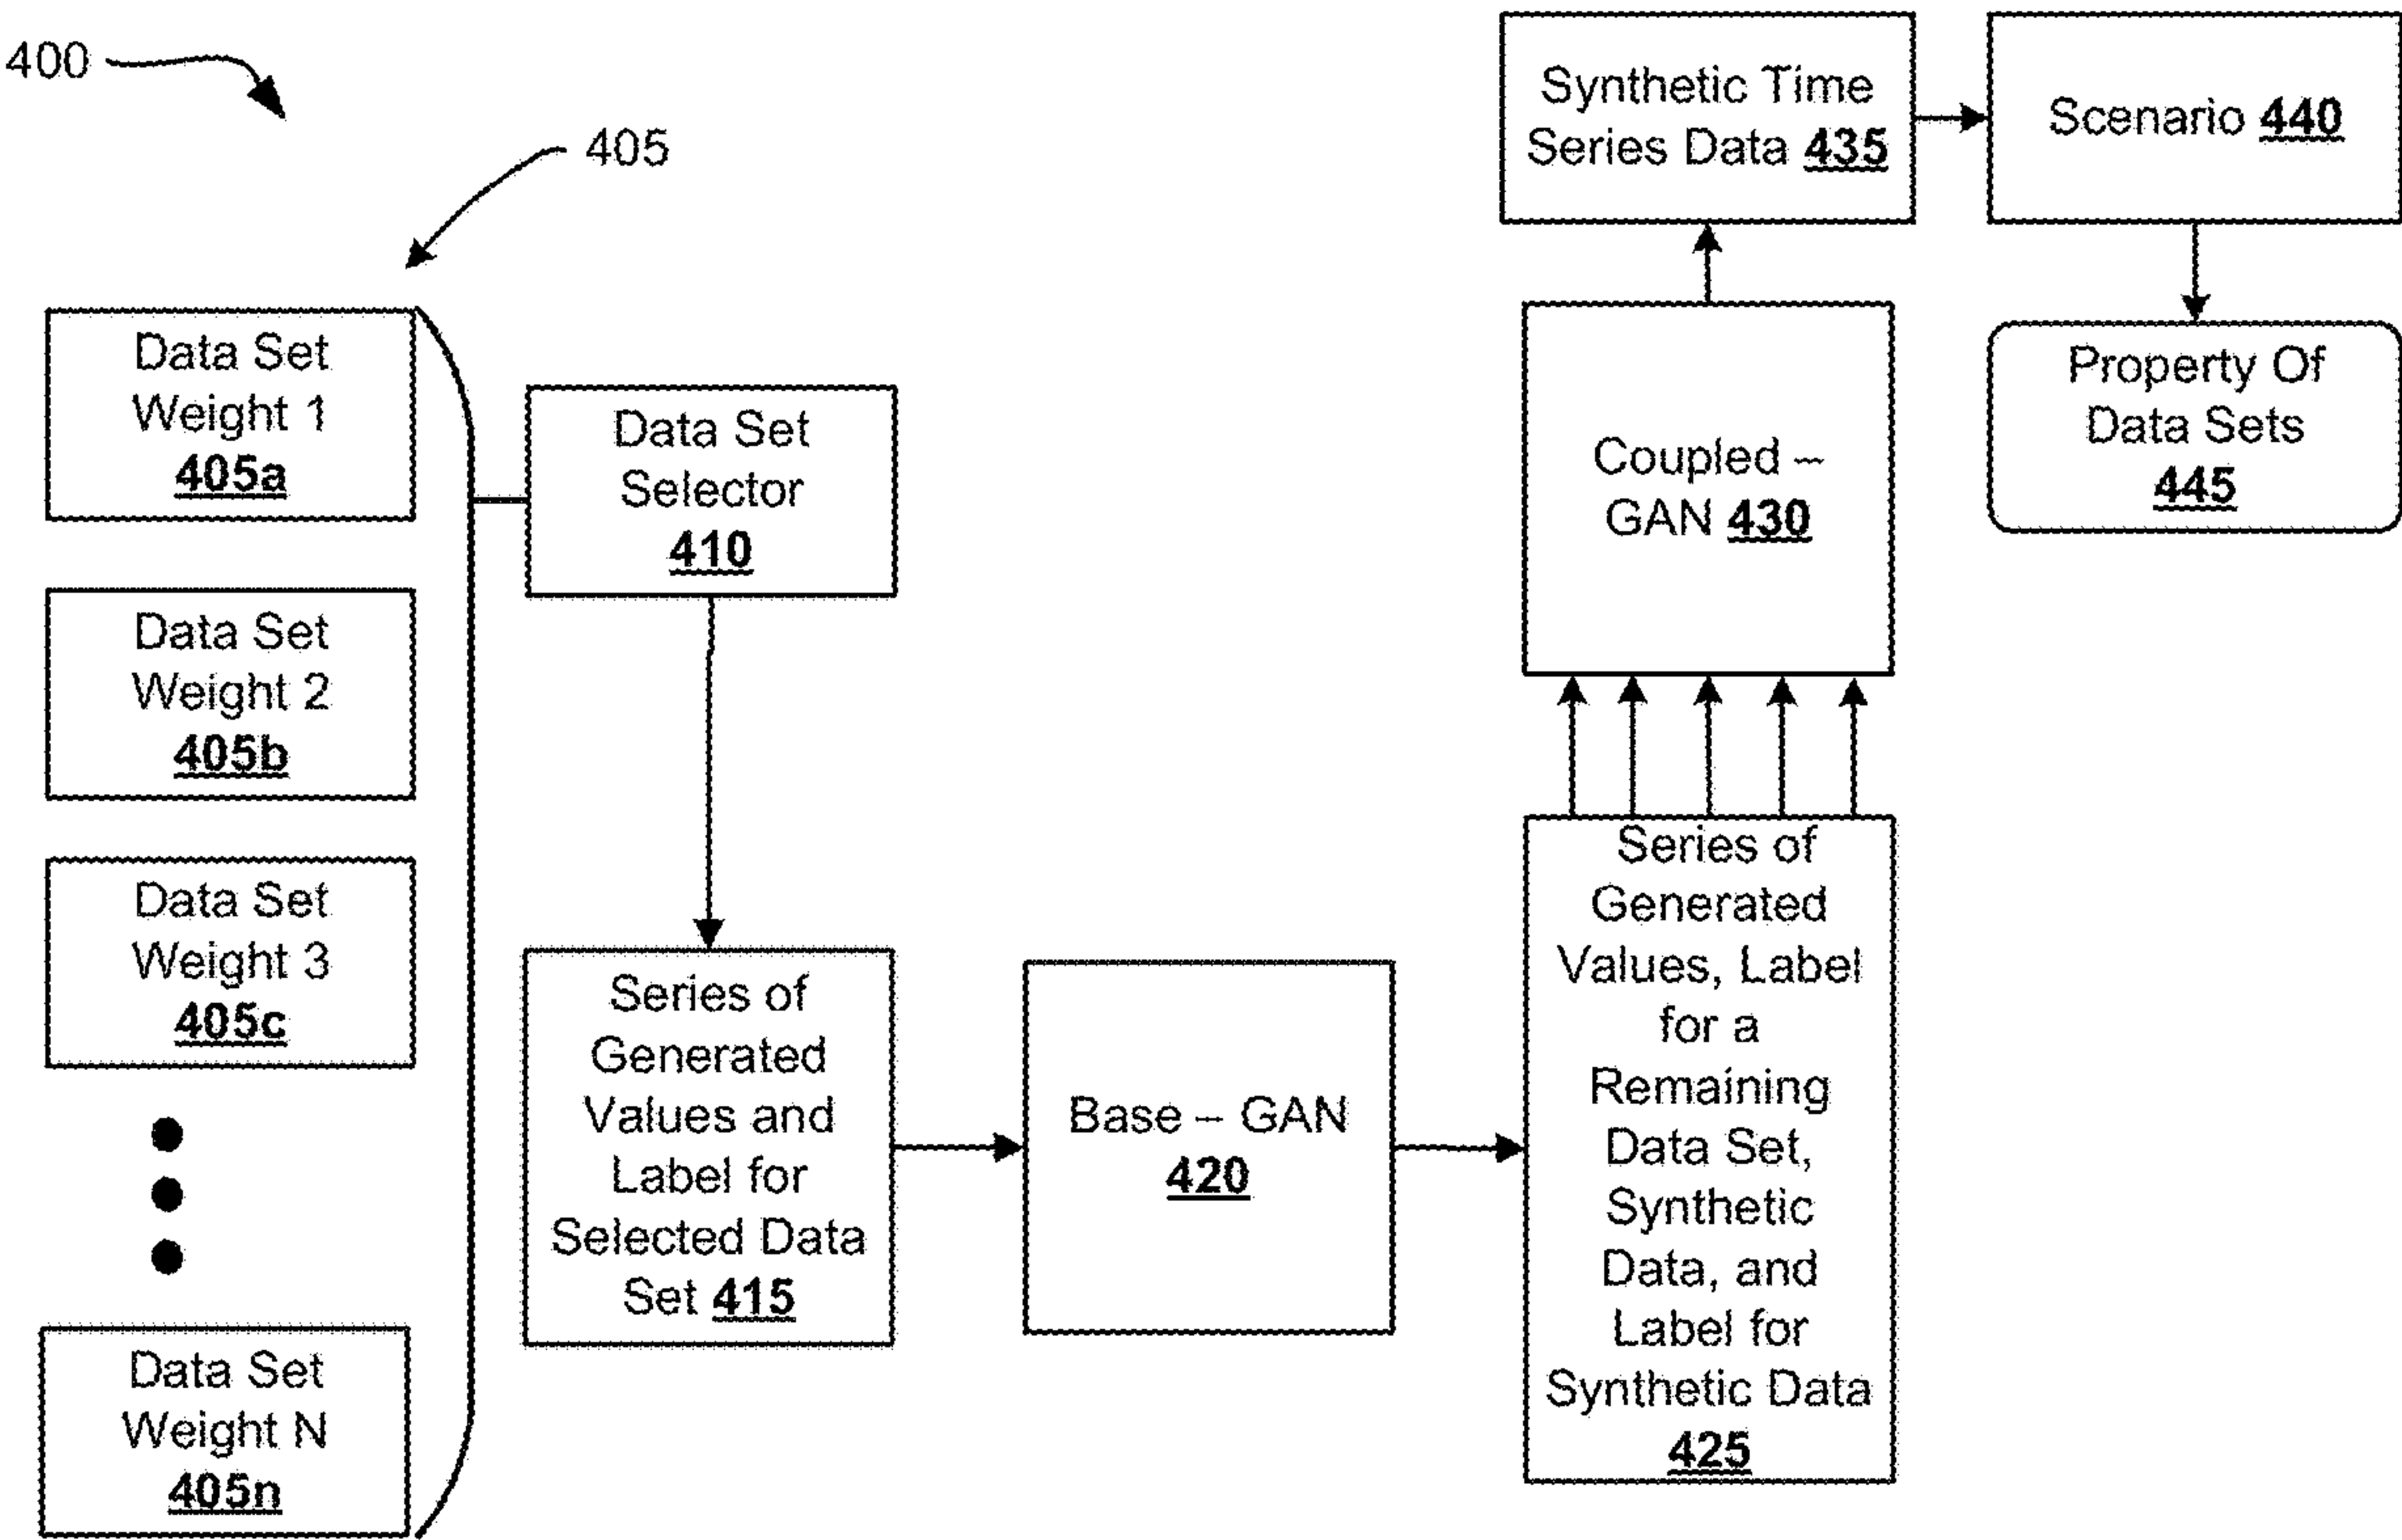 400
405
Data Set
Weight 1
405a
Data Set
Weight 2
405b
Data Set
Weight 3
405c
Data Set
Weight N
405n
Data Set
Selector
410
Series of
Generated
Values and
Label for
Selected Data
Set 415
Base – GAN
420
Series of
Generated
Values, Label
for a
Remaining
Data Set,
Synthetic
Data, and
Label for
Synthetic Data
425
Coupled –
GAN 430
Synthetic Time
Series Data 435
Scenario 440
Property Of
Data Sets
445